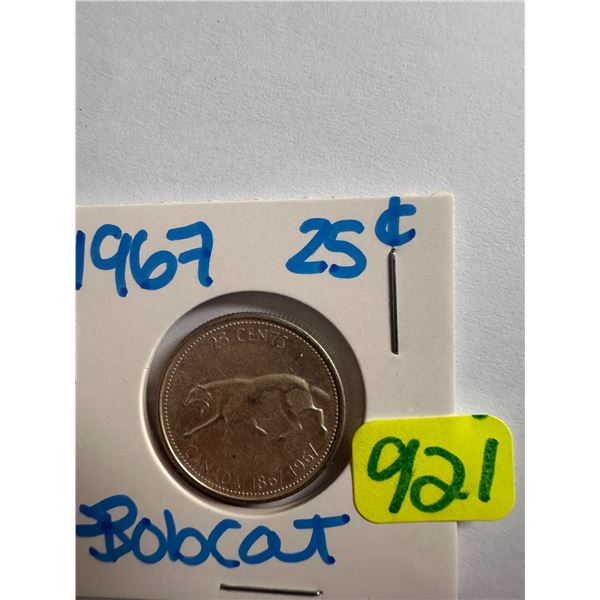 1967 25¢
25 CENTS
CANADA 1867 1967
921
Bobcat